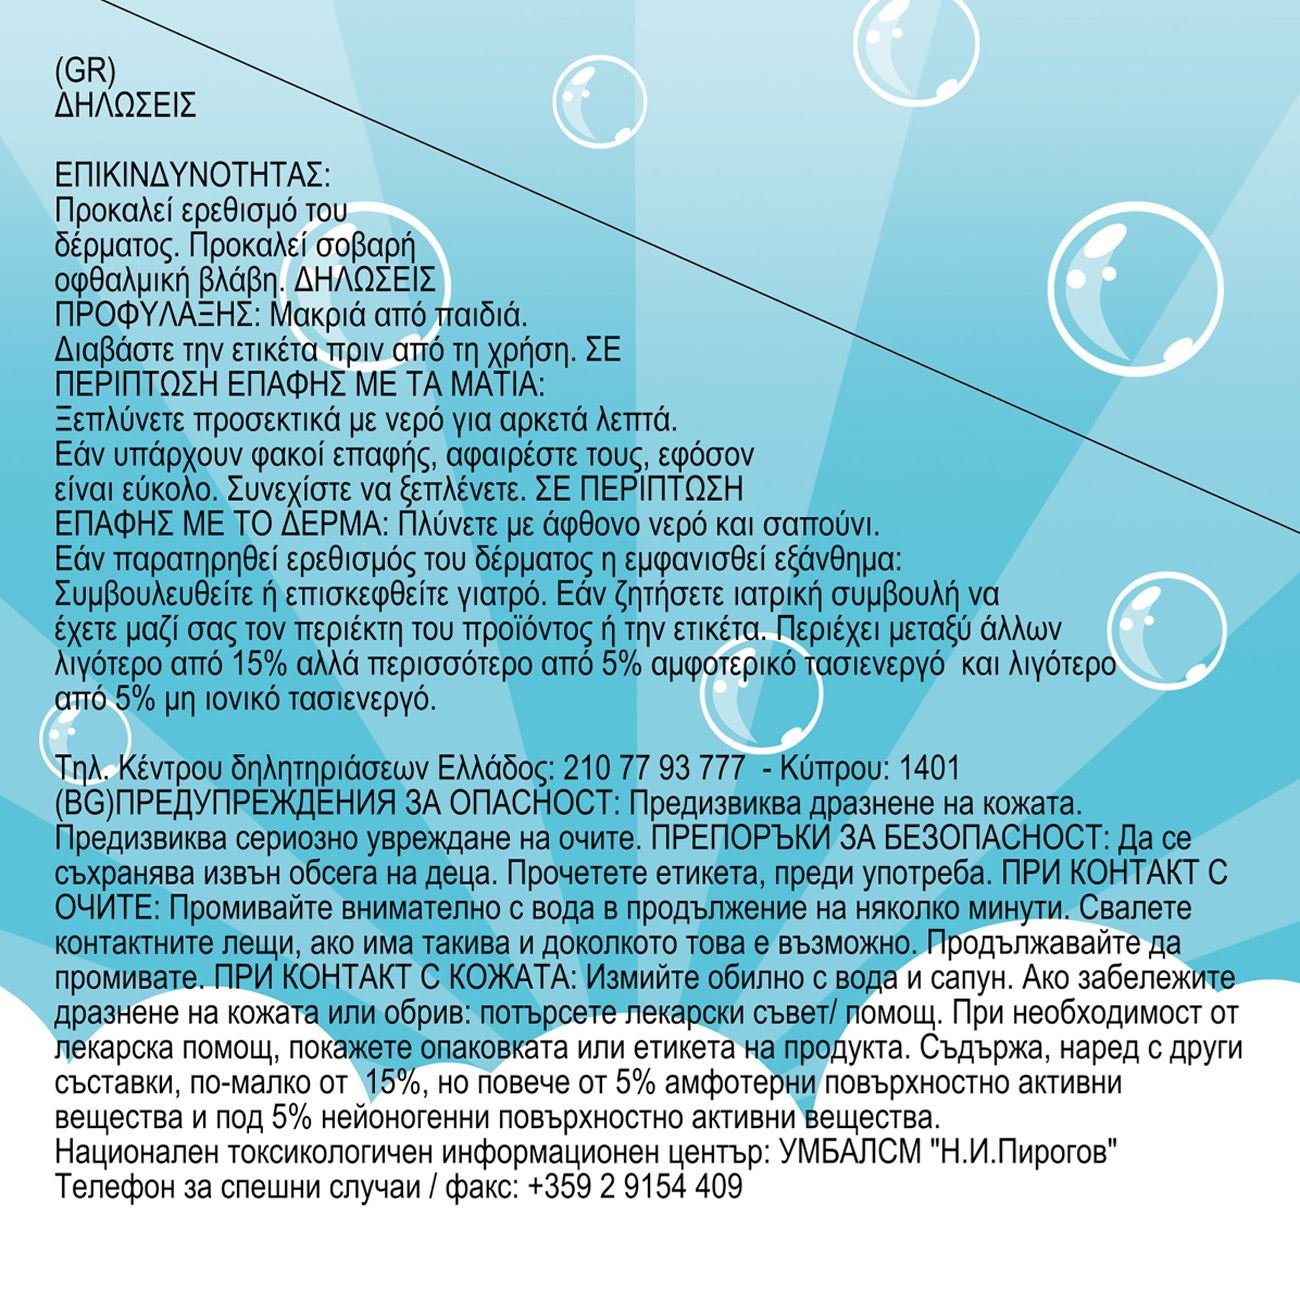 (GR)
ΔΗΛΩΣΕΙΣ
ΕΠΙΚΙΝΔΥΝΟΤΗΤΑΣ:
Προκαλεί ερεθισμό του
δέρματος. Προκαλεί σοβαρή
οφθαλμική βλάβη. ΔΗΛΩΣΕΙΣ
ΠΡΟΦΥΛΑΞΗΣ: Μακριά από παιδιά.
Διαβάστε την ετικέτα πριν από τη χρήση. ΣΕ
ΠΕΡΙΠΤΩΣΗ ΕΠΑΦΗΣ ΜΕ ΤΑ ΜΑΤΙΑ:
Ξεπλύνετε προσεκτικά με νερό για αρκετά λεπτά.
Εάν υπάρχουν φακοί επαφής, αφαιρέστε τους, εφόσον
είναι εύκολο. Συνεχίστε να ξεπλένετε. ΣΕ ΠΕΡΙΠΤΩΣΗ
ΕΠΑΦΗΣ ΜΕ ΤΟ ΔΕΡΜΑ: Πλύνετε με άφθονο νερό και σαπούνι.
Εάν παρατηρηθεί ερεθισμός του δέρματος η εμφανισθεί εξάνθημα:
Συμβουλευθείτε ή επισκεφθείτε γιατρό. Εάν ζητήσετε ιατρική συμβουλή να
έχετε μαζί σας τον περιέκτη του προϊόντος ή την ετικέτα. Περιέχει μεταξύ άλλων
λιγότερο από 15% αλλά περισσότερο από 5% αμφοτερικό τασιενεργό  και λιγότερο
από 5% μη ιονικό τασιενεργό.
Τηλ. Κέντρου δηλητηριάσεων Ελλάδος: 210 77 93 777  - Κύπρου: 1401
(BG)ПРЕДУПРЕЖДЕНИЯ ЗА ОПАСНОСТ: Предизвиква дразнене на кожата.
Предизвиква сериозно увреждане на очите. ПРЕПОРЪКИ ЗА БЕЗОПАСНОСТ: Да се
съхранява извън обсега на деца. Прочетете етикета, преди употреба. ПРИ КОНТАКТ С
ОЧИТЕ: Промивайте внимателно с вода в продължение на няколко минути. Свалете
контактните лещи, ако има такива и доколкото това е възможно. Продължавайте да
промивате. ПРИ КОНТАКТ С КОЖАТА: Измийте обилно с вода и сапун. Ако забележите
дразнене на кожата или обрив: потърсете лекарски съвет/ помощ. При необходимост от
лекарска помощ, покажете опаковката или етикета на продукта. Съдържа, наред с други
съставки, по-малко от  15%, но повече от 5% амфотерни повърхностно активни
вещества и под 5% нейоногенни повърхностно активни вещества.
Национален токсикологичен информационен център: УМБАЛСМ "Н.И.Пирогов"
Телефон за спешни случаи / факс: +359 2 9154 409